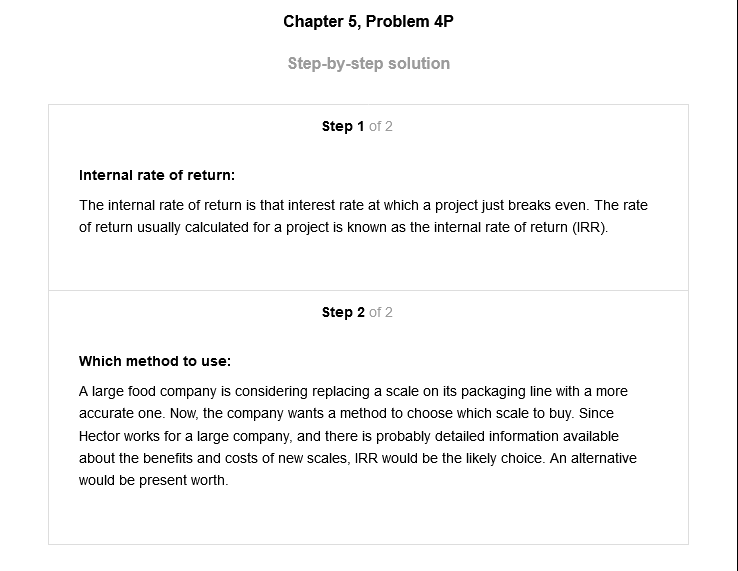 Chapter 5, Problem 4P
Step-by-step solution
Step 1 of 2
Internal rate of return:
The internal rate of return is that interest rate at which a project just breaks even. The rate
of return usually calculated for a project is known as the internal rate of return (IRR).
Step 2 of 2
Which method to use:
A large food company is considering replacing a scale on its packaging line with a more
accurate one. Now, the company wants a method to choose which scale to buy. Since
Hector works for a large company, and there is probably detailed information available
about the benefits and costs of new scales, IRR would be the likely choice. An alternative
would be present worth.